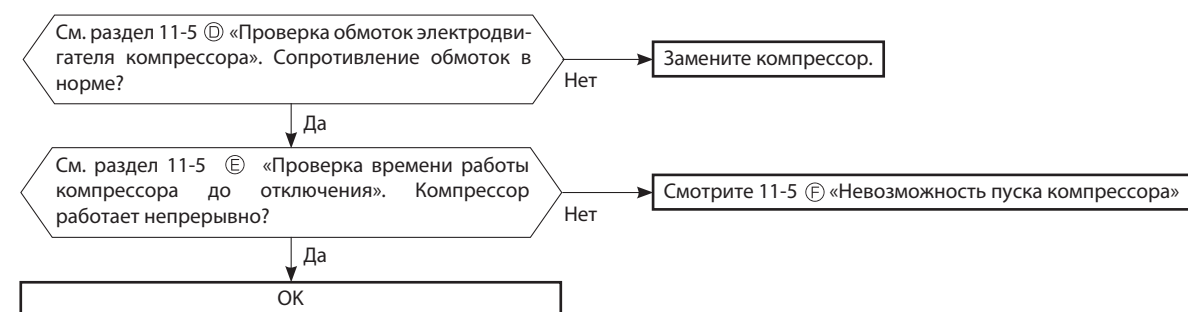 См. раздел 11-5 Ⓓ «Проверка обмоток электродви-
гателя компрессора». Сопротивление обмоток в
норме?
Нет
Замените компрессор.
Да
См. раздел 11-5 Ⓔ «Проверка времени работы
компрессора до отключения». Компрессор
работает непрерывно?
Нет
Смотрите 11-5 Ⓕ «Невозможность пуска компрессора»
Да
OK